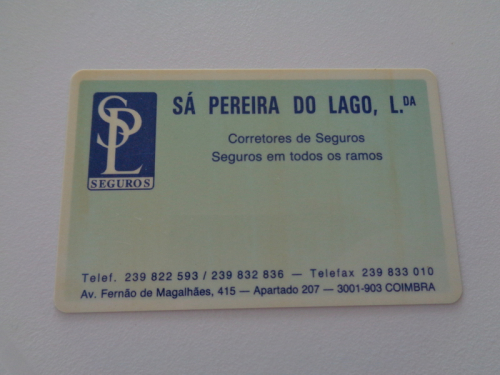 SPL
SEGUROS
SÁ PEREIRA DO LAGO, L.DA
Corretores de Seguros
Seguros em todos os ramos
Telef. 239 822 593 / 239 832 836 — Telefax 239 833 010
Av. Fernão de Magalhães, 415 — Apartado 207 — 3001-903 COIMBRA